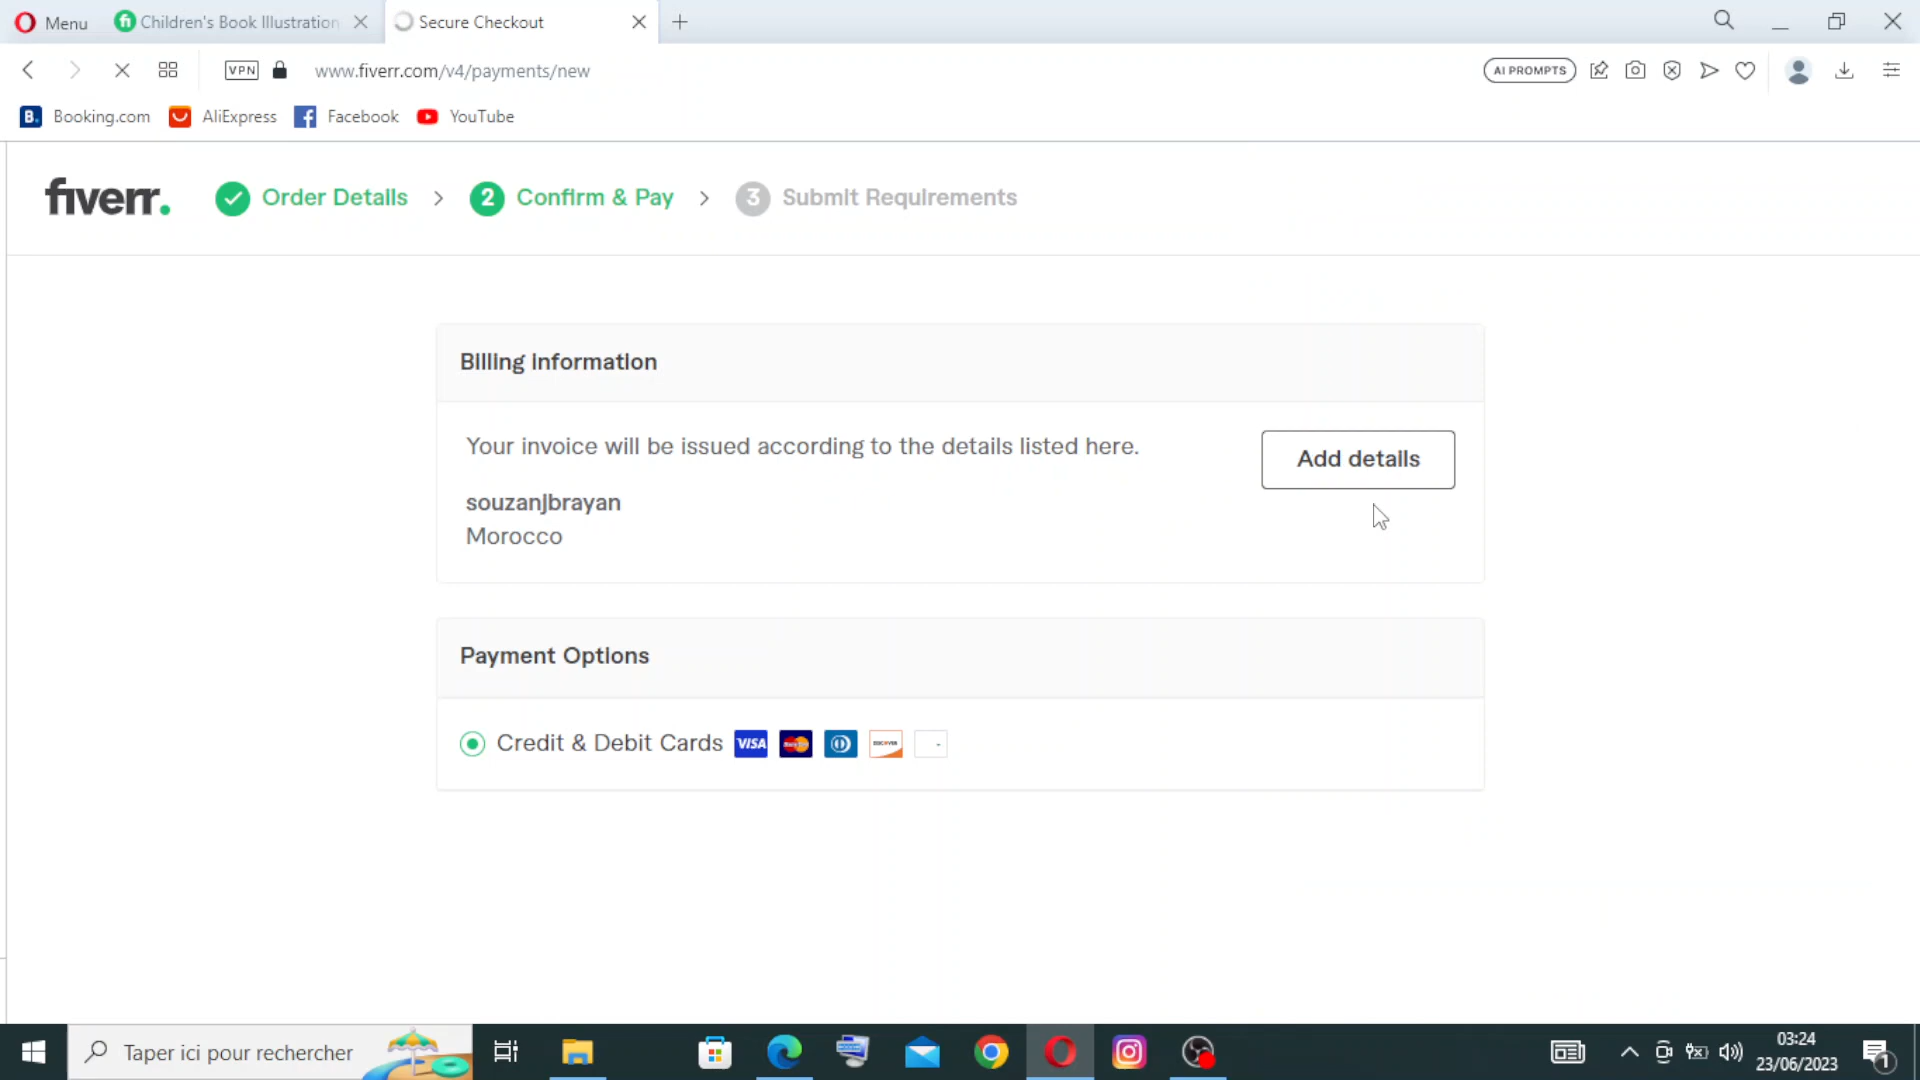 Menu
Children's Book Illustration
Secure Checkout
VPN
www.fiverr.com/v4/payments/new
AI PROMPTS
B. Booking.com
AliExpress
Facebook
YouTube
fiverr.
Order Details
2 Confirm & Pay
3 Submit Requirements
Billing information
Your invoice will be issued according to the details listed here.
Add details
souzanjbrayan
Morocco
Payment Options
Credit & Debit Cards VISA DISCOVER
Taper ici pour rechercher
03:24
23/06/2023
1